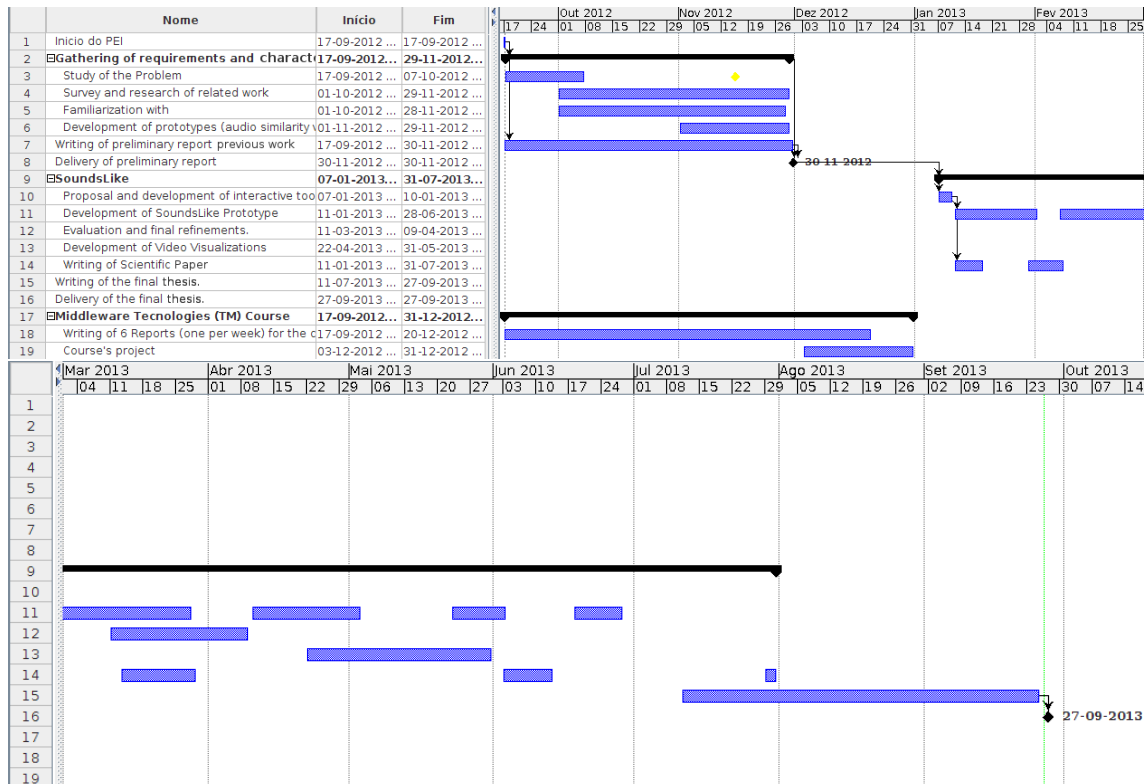 Nome Início Fim
Out 2012 Nov 2012 Dez 2012 Jan 2013 Fev 2013
17 24 01 08 15 22 29 05 12 19 26 03 10 17 24 31 07 14 21 28 04 11 18 25
1 Inicio do PEI 17-09-2012 ... 17-09-2012 ...
2 Gathering of requirements and charact 17-09-2012... 29-11-2012...
3 Study of the Problem 17-09-2012 ... 07-10-2012 ...
4 Survey and research of related work 01-10-2012 ... 29-11-2012 ...
5 Familiarization with 01-10-2012 ... 28-11-2012 ...
6 Development of prototypes (audio similarity 01-11-2012 ... 29-11-2012 ...
7 Writing of preliminary report previous work 17-09-2012 ... 30-11-2012 ...
8 Delivery of preliminary report 30-11-2012 ... 30-11-2012 ... 30-11-2012
9 SoundsLike 07-01-2013... 31-07-2013...
10 Proposal and development of interactive too 07-01-2013 ... 10-01-2013 ...
11 Development of SoundsLike Prototype 11-01-2013 ... 28-06-2013 ...
12 Evaluation and final refinements. 11-03-2013 ... 09-04-2013 ...
13 Development of Video Visualizations 22-04-2013 ... 31-05-2013 ...
14 Writing of Scientific Paper 11-01-2013 ... 31-07-2013 ...
15 Writing of the final thesis. 11-07-2013 ... 27-09-2013 ...
16 Delivery of the final thesis. 27-09-2013 ... 27-09-2013 ...
17 Middleware Tecnologies (TM) Course 17-09-2012... 31-12-2012...
18 Writing of 6 Reports (one per week) for the c 17-09-2012 ... 20-12-2012 ...
19 Course's project 03-12-2012 ... 31-12-2012 ...
Mar 2013 Abr 2013 Mai 2013 Jun 2013 Jul 2013 Ago 2013 Set 2013 Out 2013
04 11 18 25 01 08 15 22 29 06 13 20 27 03 10 17 24 01 08 15 22 29 05 12 19 26 02 09 16 23 30 07 14
1
2
3
4
5
6
7
8
9
10
11
12
13
14
15
16 27-09-2013
17
18
19